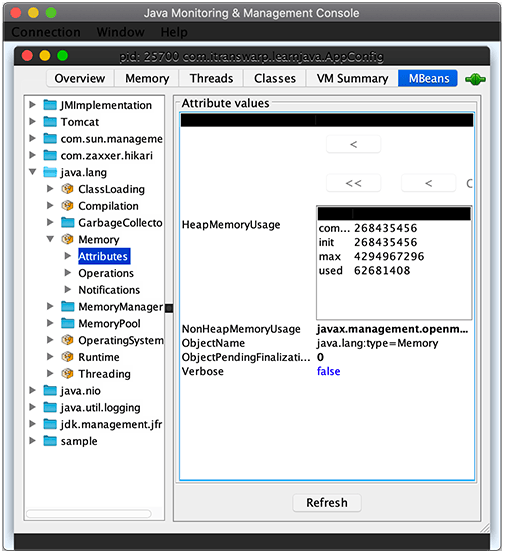 Java Monitoring & Management Console
Connection Window Help
pid: 25700 com.itranswarp.learnjava.AppConfig
Overview Memory Threads Classes VM Summary MBeans
JMImplementation
Tomcat
com.sun.manageme
com.zaxxer.hikari
java.lang
ClassLoading
Compilation
GarbageCollecto
Memory
Attributes
Operations
Notifications
MemoryManager
MemoryPool
OperatingSystem
Runtime
Threading
java.nio
java.util.logging
jdk.management.jfr
sample
Attribute values
<
<< < C
HeapMemoryUsage
com... 268435456
init 268435456
max 4294967296
used 62681408
NonHeapMemoryUsage javax.management.openm...
ObjectName java.lang:type=Memory
ObjectPendingFinalizati... 0
Verbose false
Refresh